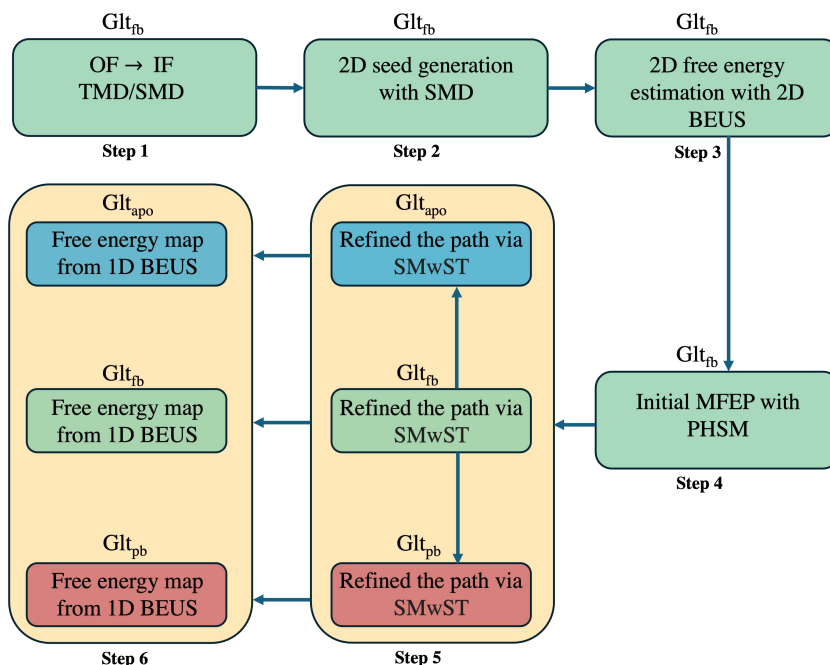 Glt_fb
OF → IF
TMD/SMD
Step 1
Glt_fb
2D seed generation
with SMD
Step 2
Glt_fb
2D free energy
estimation with 2D
BEUS
Step 3
Glt_fb
Initial MFEP with
PHSM
Step 4
Glt_apo
Refined the path via
SMwST
Glt_fb
Refined the path via
SMwST
Glt_pb
Refined the path via
SMwST
Step 5
Glt_apo
Free energy map
from 1D BEUS
Glt_fb
Free energy map
from 1D BEUS
Glt_pb
Free energy map
from 1D BEUS
Step 6